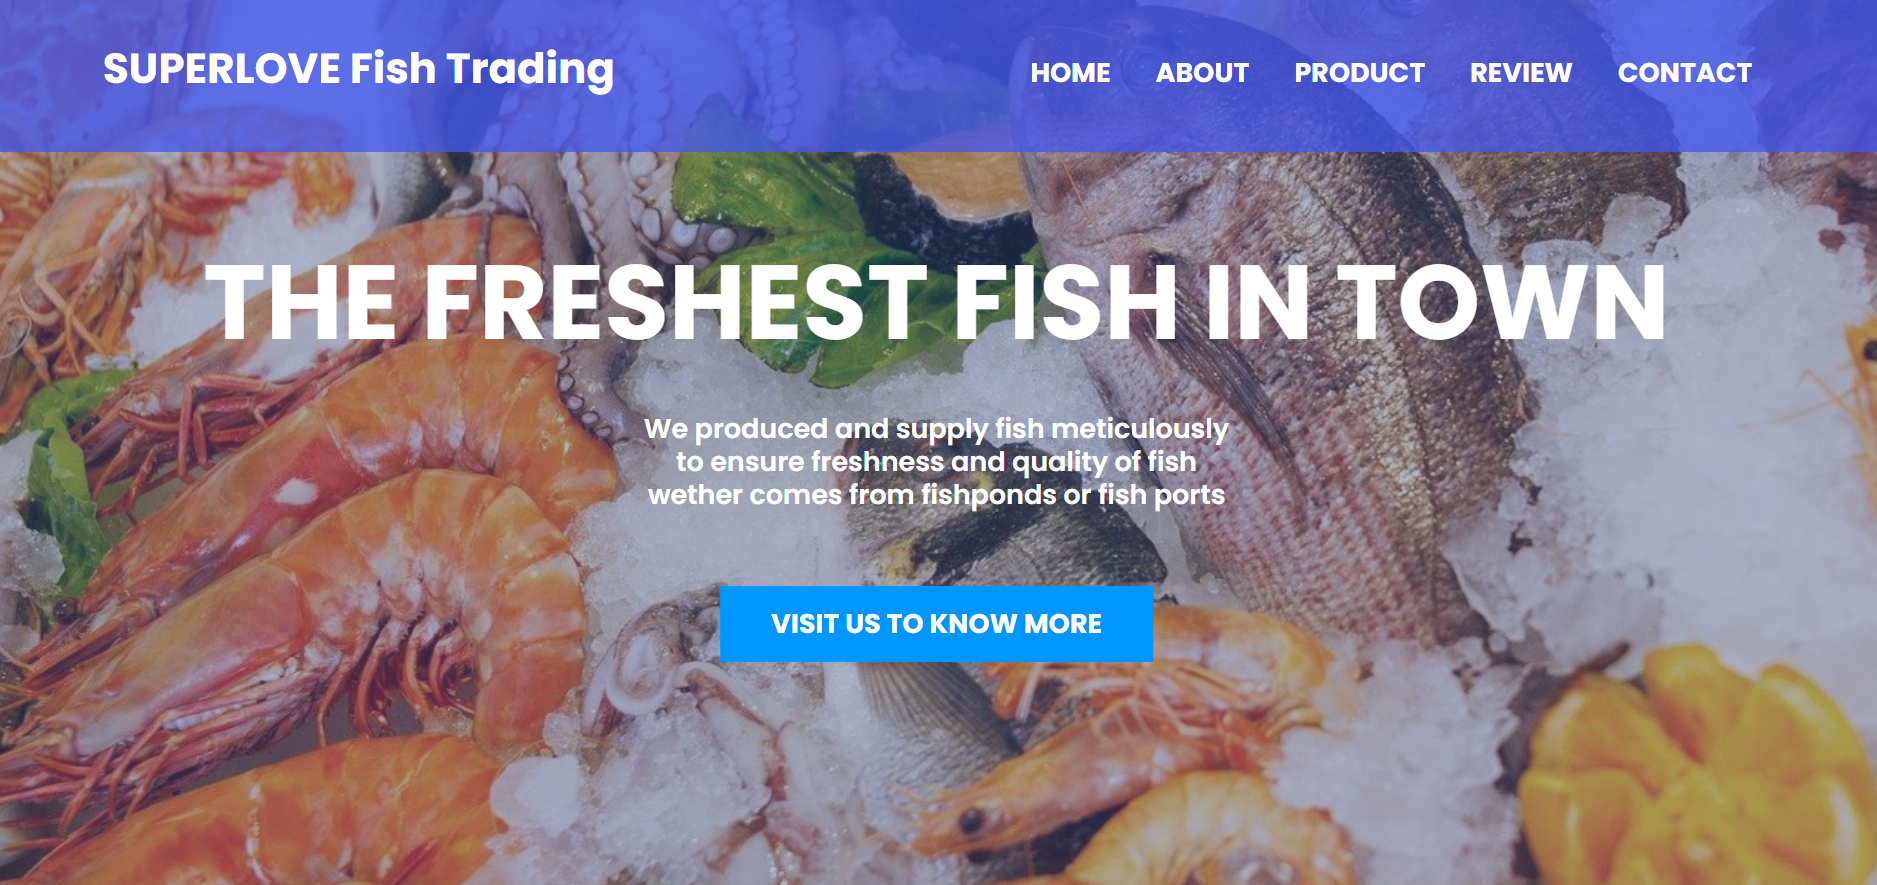 SUPERLOVE Fish Trading
HOME ABOUT PRODUCT REVIEW CONTACT
THE FRESHEST FISH IN TOWN
We produced and supply fish meticulously
to ensure freshness and quality of fish
wether comes from fishponds or fish ports
VISIT US TO KNOW MORE